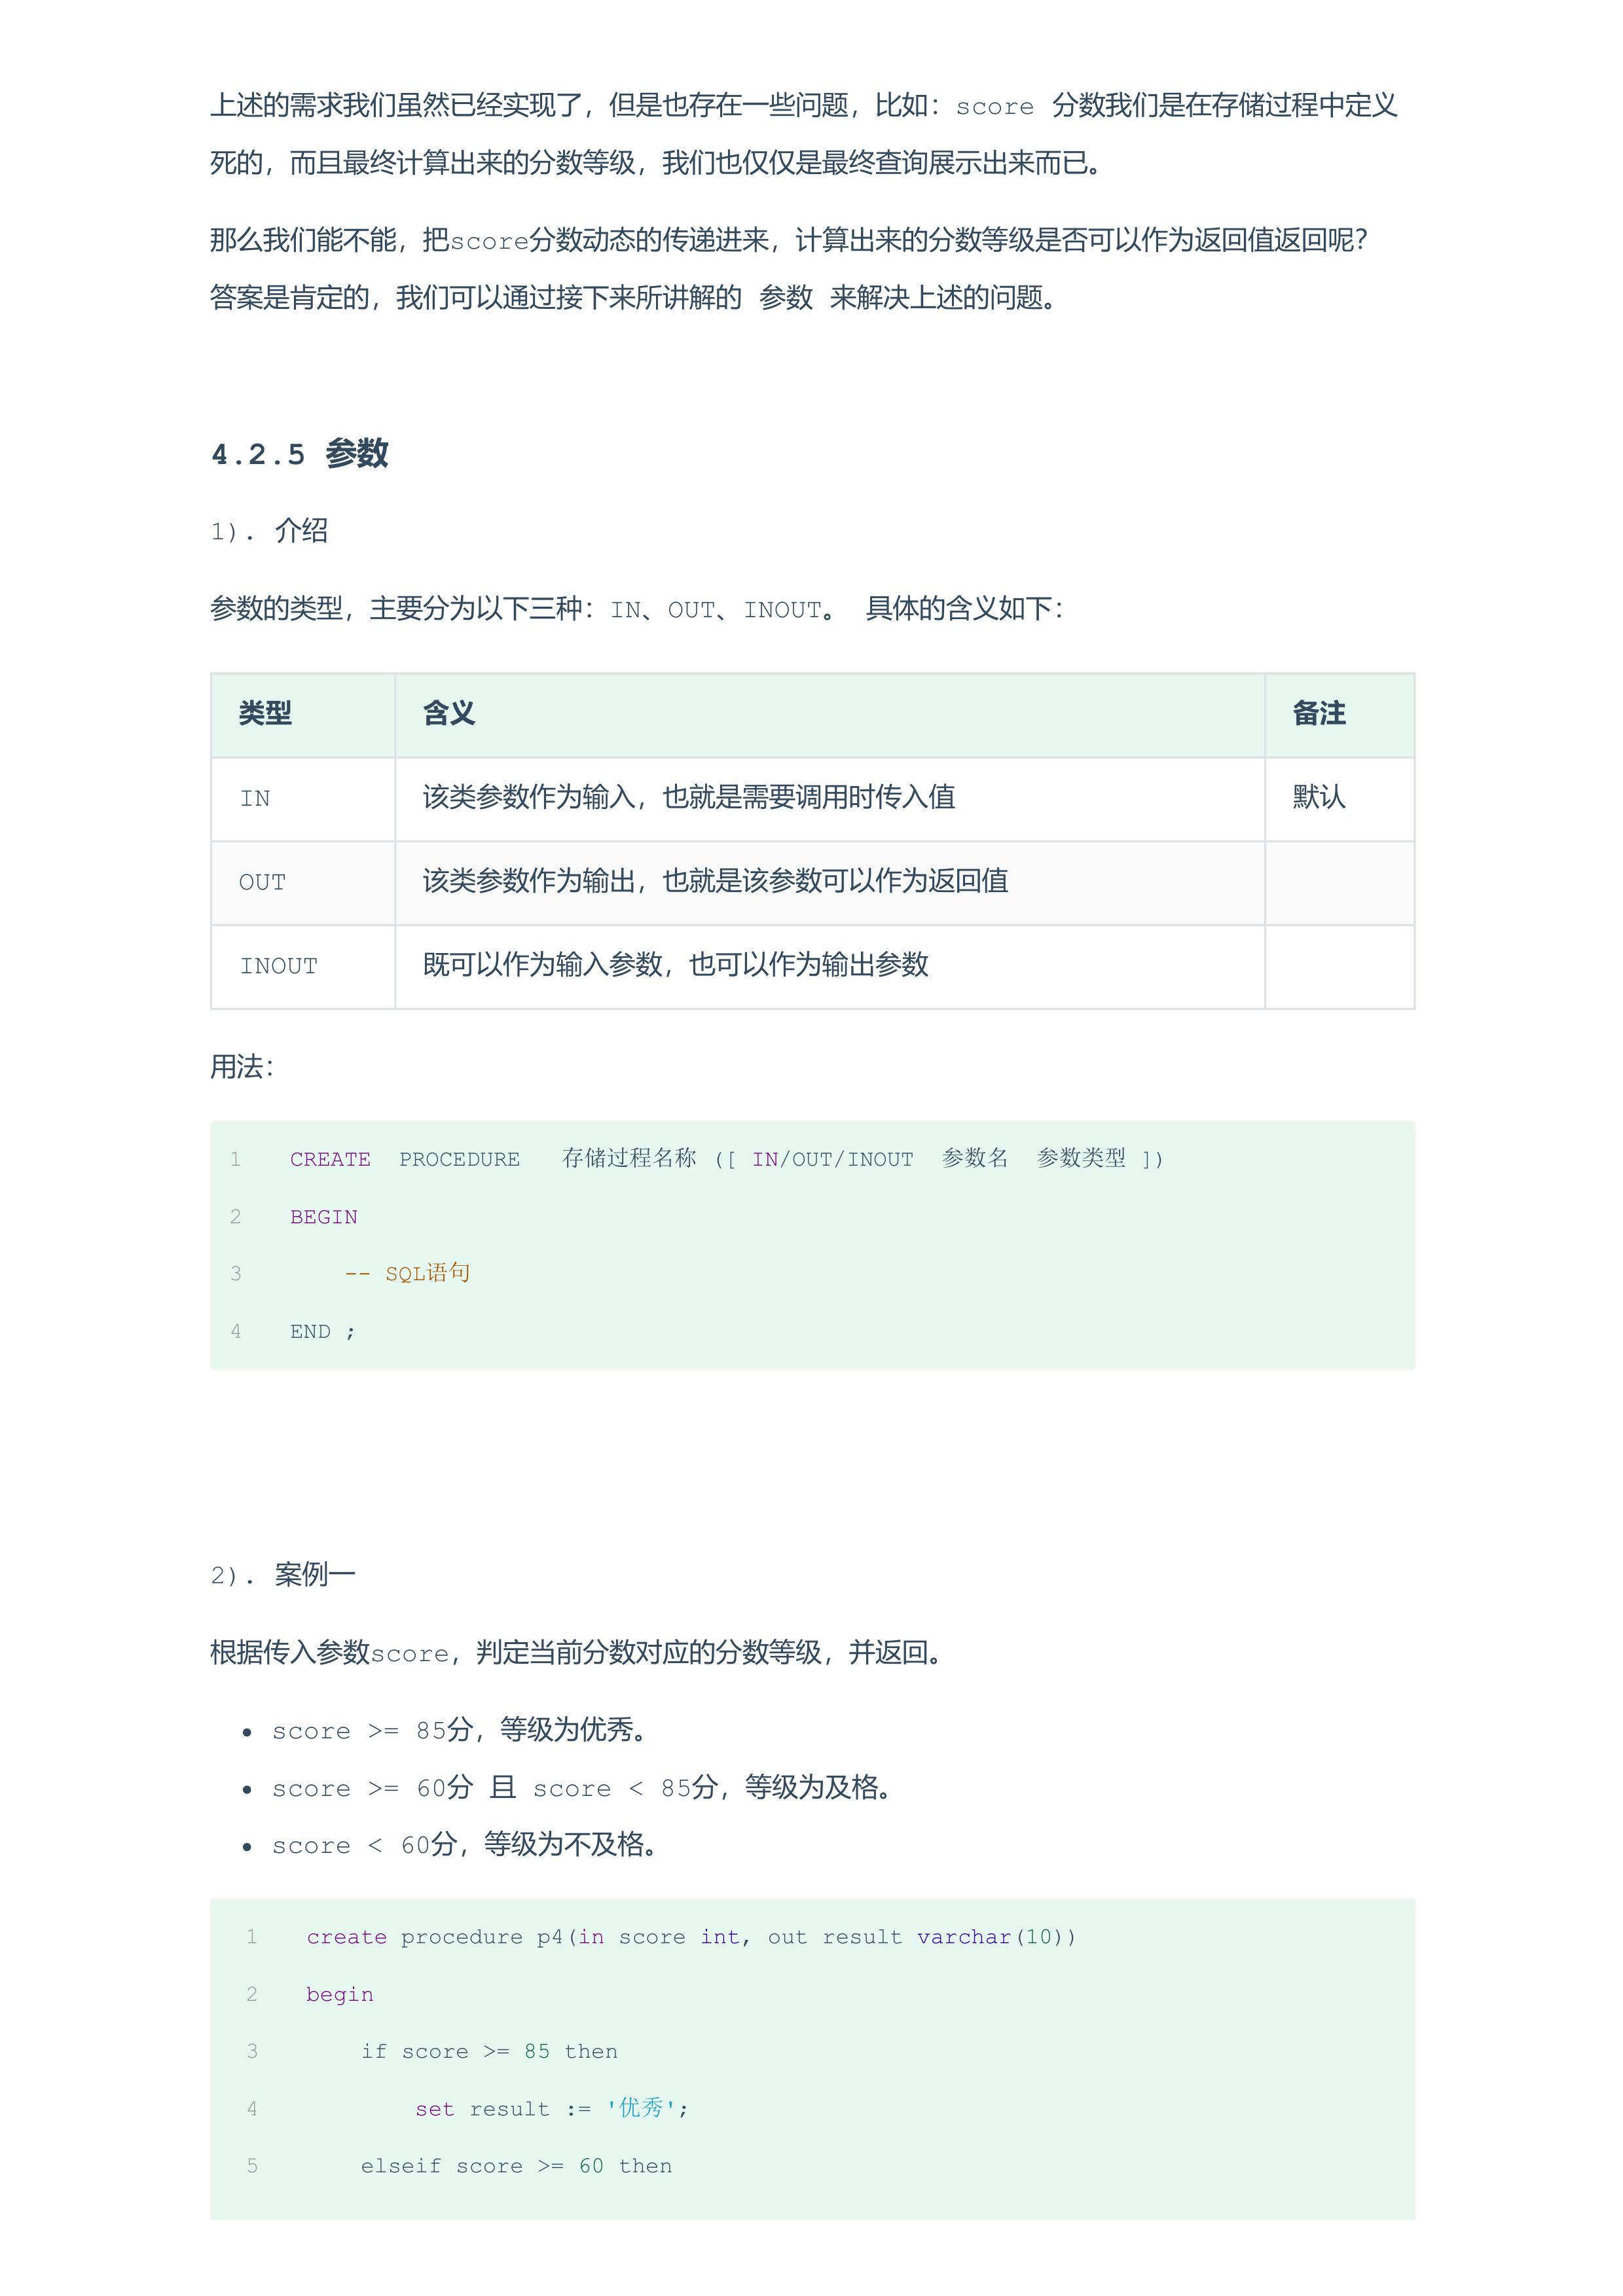 上述的需求我们虽然已经实现了，但是也存在一些问题，比如：score 分数我们是在存储过程中定义
死的，而且最终计算出来的分数等级，我们也仅仅是最终查询展示出来而已。
那么我们能不能，把score分数动态的传递进来，计算出来的分数等级是否可以作为返回值返回呢？
答案是肯定的，我们可以通过接下来所讲解的 参数 来解决上述的问题。
4.2.5 参数
1). 介绍
参数的类型，主要分为以下三种：IN、OUT、INOUT。 具体的含义如下：
类型 含义 备注
IN 该类参数作为输入，也就是需要调用时传入值 默认
OUT 该类参数作为输出，也就是该参数可以作为返回值
INOUT 既可以作为输入参数，也可以作为输出参数
用法：
1 CREATE PROCEDURE 存储过程名称 ([ IN/OUT/INOUT 参数名 参数类型 ])
2 BEGIN
3 -- SQL语句
4 END ;
2). 案例一
根据传入参数score，判定当前分数对应的分数等级，并返回。
• score >= 85分，等级为优秀。
• score >= 60分 且 score < 85分，等级为及格。
• score < 60分，等级为不及格。
1 create procedure p4(in score int, out result varchar(10))
2 begin
3 if score >= 85 then
4 set result := '优秀';
5 elseif score >= 60 then